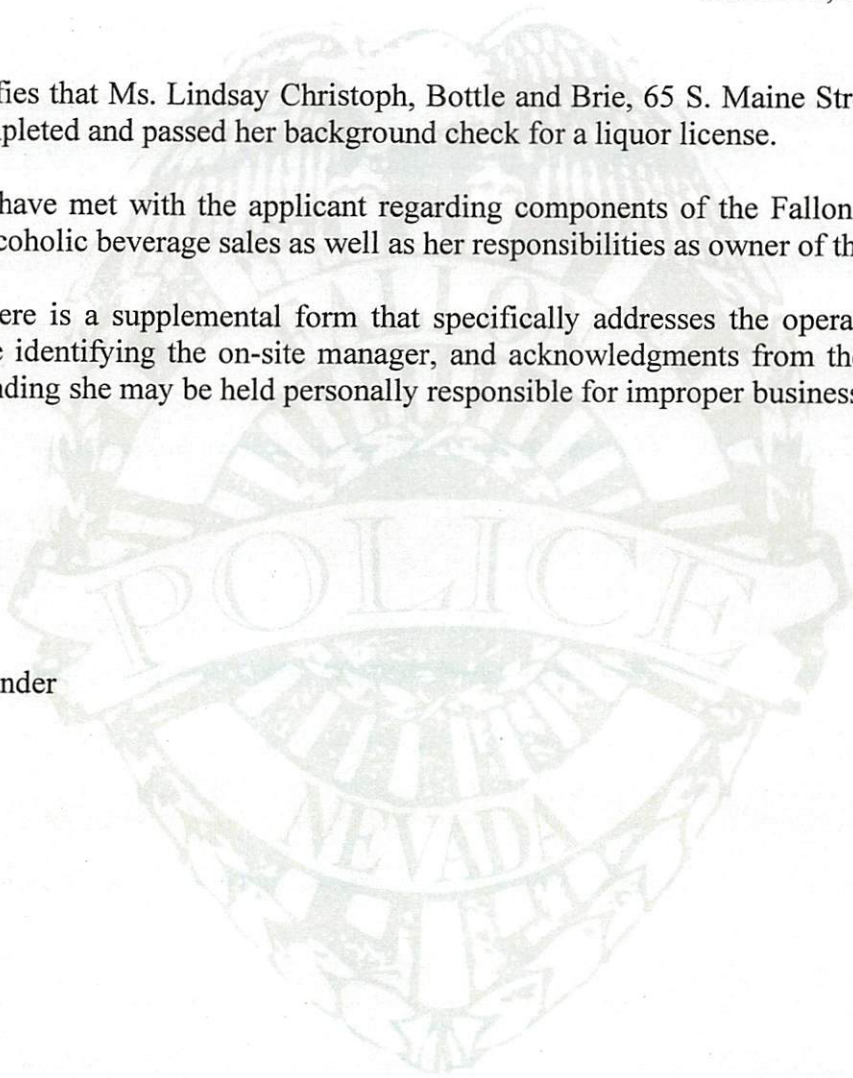 fies that Ms. Lindsay Christoph, Bottle and Brie, 65 S. Maine Str
pleted and passed her background check for a liquor license.
have met with the applicant regarding components of the Fallon
coholic beverage sales as well as her responsibilities as owner of th
ere is a supplemental form that specifically addresses the opera
identifying the on-site manager, and acknowledgments from the
nding she may be held personally responsible for improper business
POLICE
nder
NEVADA